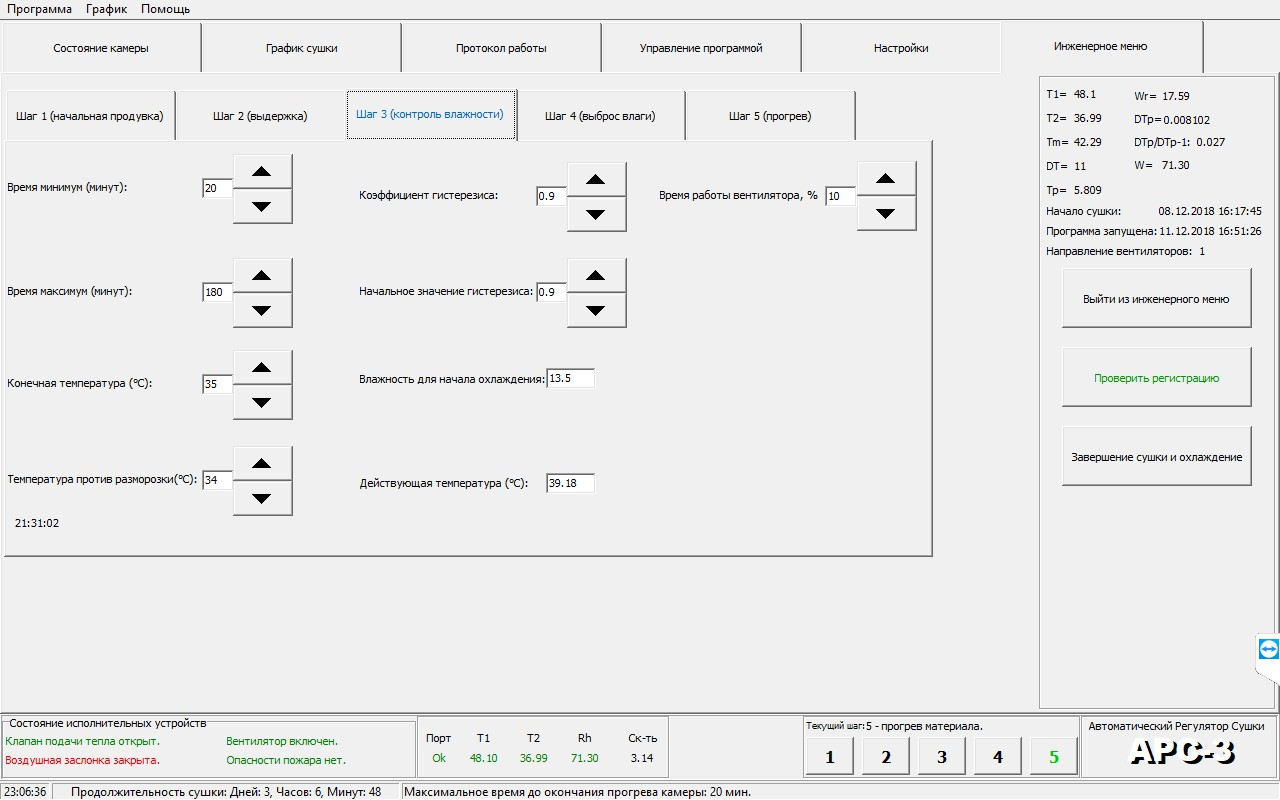 Программа График Помощь
Состояние камеры График сушки Протокол работы Управление программой Настройки Инженерное меню
Шаг 1 (начальная продувка) Шаг 2 (выдержка) Шаг 3 (контроль влажности) Шаг 4 (выброс влаги) Шаг 5 (прогрев)
Время минимум (минут): 20 Коэффициент гистерезиса: 0.9 Время работы вентилятора, % 10
Время максимум (минут): 180 Начальное значение гистерезиса: 0.9
Конечная температура (°C): 35 Влажность для начала охлаждения: 13.5
Температура против разморозки(°C): 34 Действующая температура (°C): 39.18
21:31:02
T1= 48.1 Wr= 17.59
T2= 36.99 DTp= 0.008102
Tm= 42.29 DTp/DTp-1: 0.027
DT= 11 W= 71.30
Tp= 5.809
Начало сушки: 08.12.2018 16:17:45
Программа запущена: 11.12.2018 16:51:26
Направление вентиляторов: 1
Выйти из инженерного меню
Проверить регистрацию
Завершение сушки и охлаждение
Состояние исполнительных устройств
Клапан подачи тепла открыт. Вентилятор включен.
Воздушная заслонка закрыта. Опасности пожара нет.
Порт T1 T2 Rh Ск-ть
Ok 48.10 36.99 71.30 3.14
Текущий шаг: 5 - прогрев материала.
1 2 3 4 5
Автоматический Регулятор Сушки
АРС-3
23:06:36 Продолжительность сушки: Дней: 3, Часов: 6, Минут: 48 Максимальное время до окончания прогрева камеры: 20 мин.